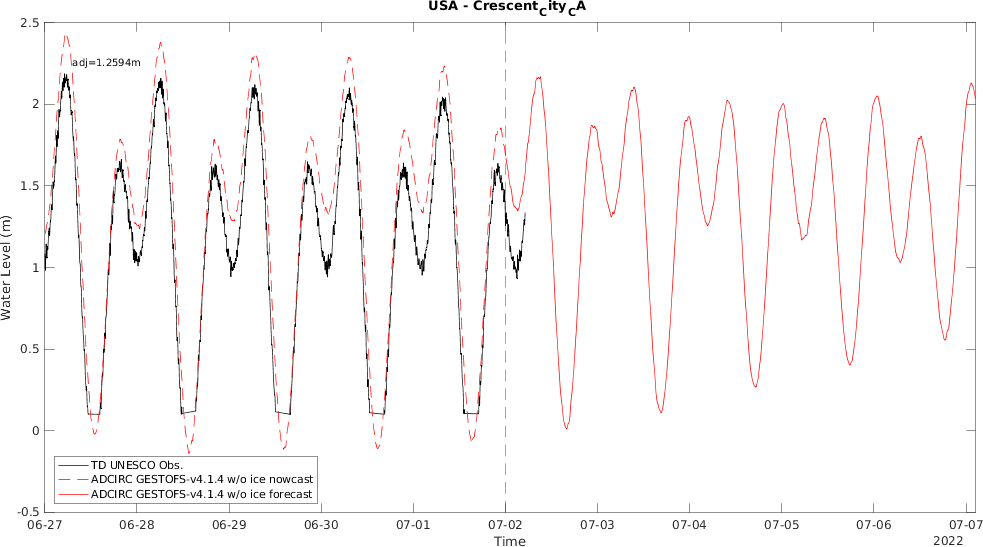 USA - Crescent_City_CA
2.5
adj=1.2594m
2
1.5
1
0.5
0
-0.5
Water Level (m)
TD UNESCO Obs.
ADCIRC GESTOFS-v4.1.4 w/o ice nowcast
ADCIRC GESTOFS-v4.1.4 w/o ice forecast
06-27 06-28 06-29 06-30 07-01 07-02 07-03 07-04 07-05 07-06 07-07
Time
2022